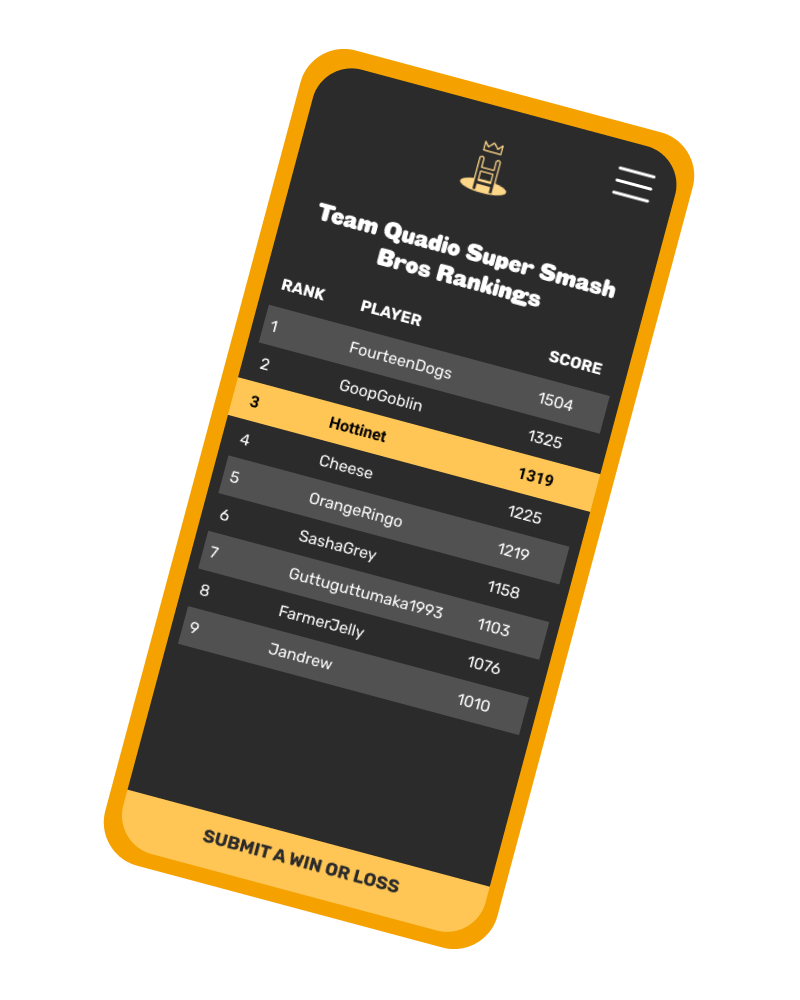 Team Quadio Super Smash
Bros Rankings
RANK PLAYER SCORE
1 FourteenDogs 1504
2 GoopGoblin 1325
3 Hottinet 1319
4 Cheese 1225
5 OrangeRingo 1219
6 SashaGrey 1158
7 Guttuguttumaka1993 1103
8 FarmerJelly 1076
9 Jandrew 1010
SUBMIT A WIN OR LOSS